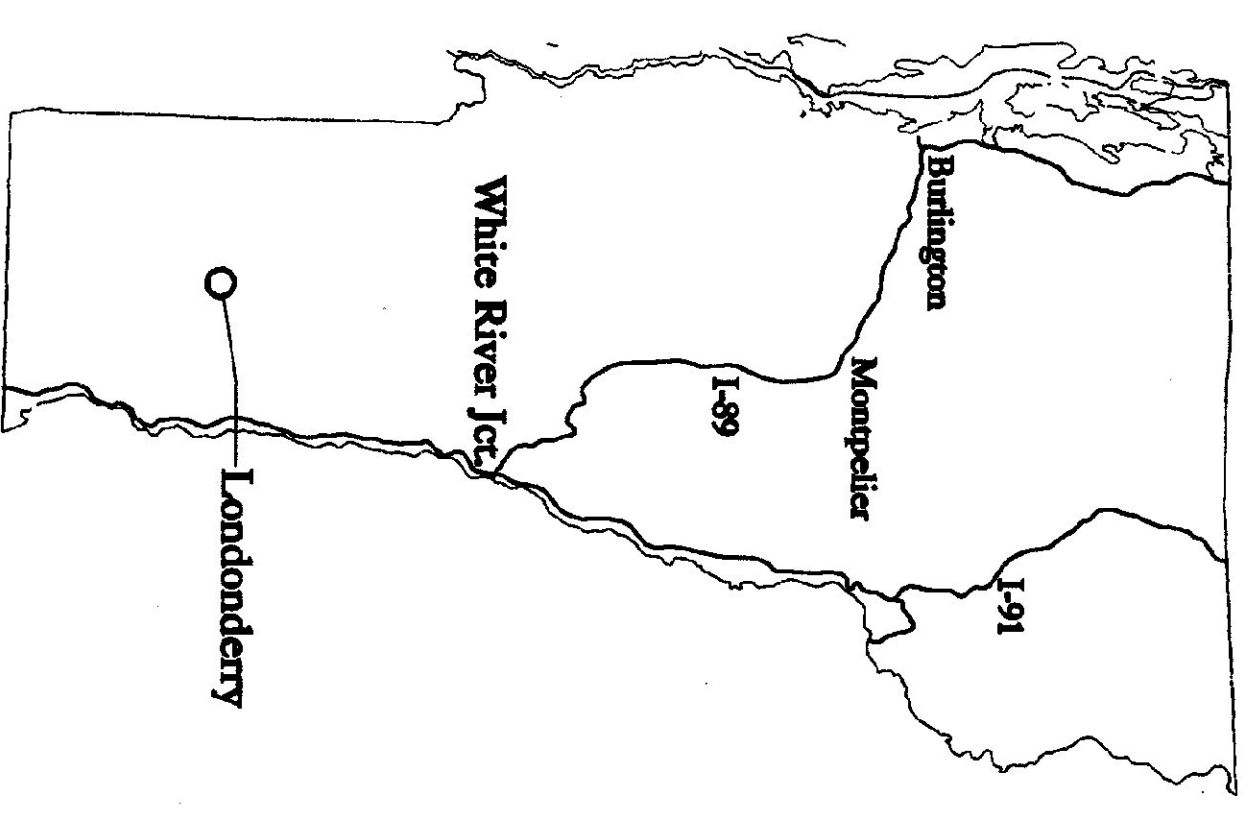 Burlington
Montpelier
I-91
I-89
White River Jct.
Londonderry